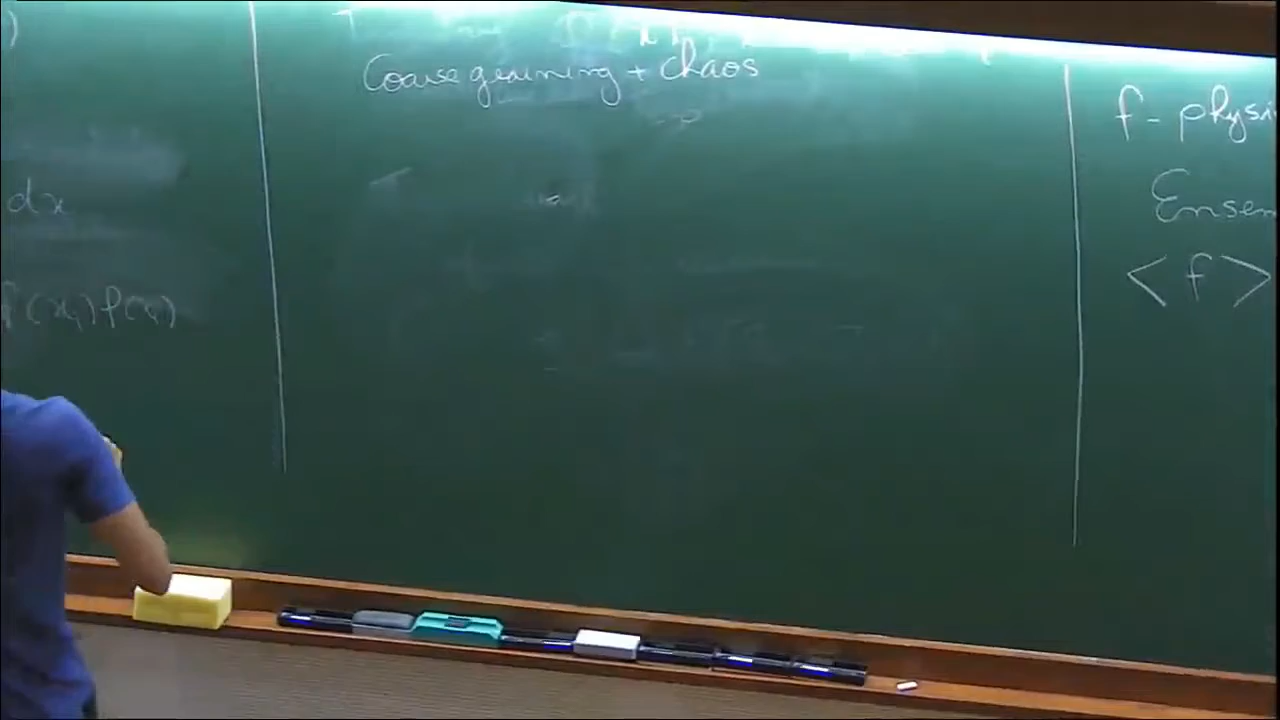 )
dx
f(x)f(x)
Coarse graining + chaos
f - physi
Ensem
< f >